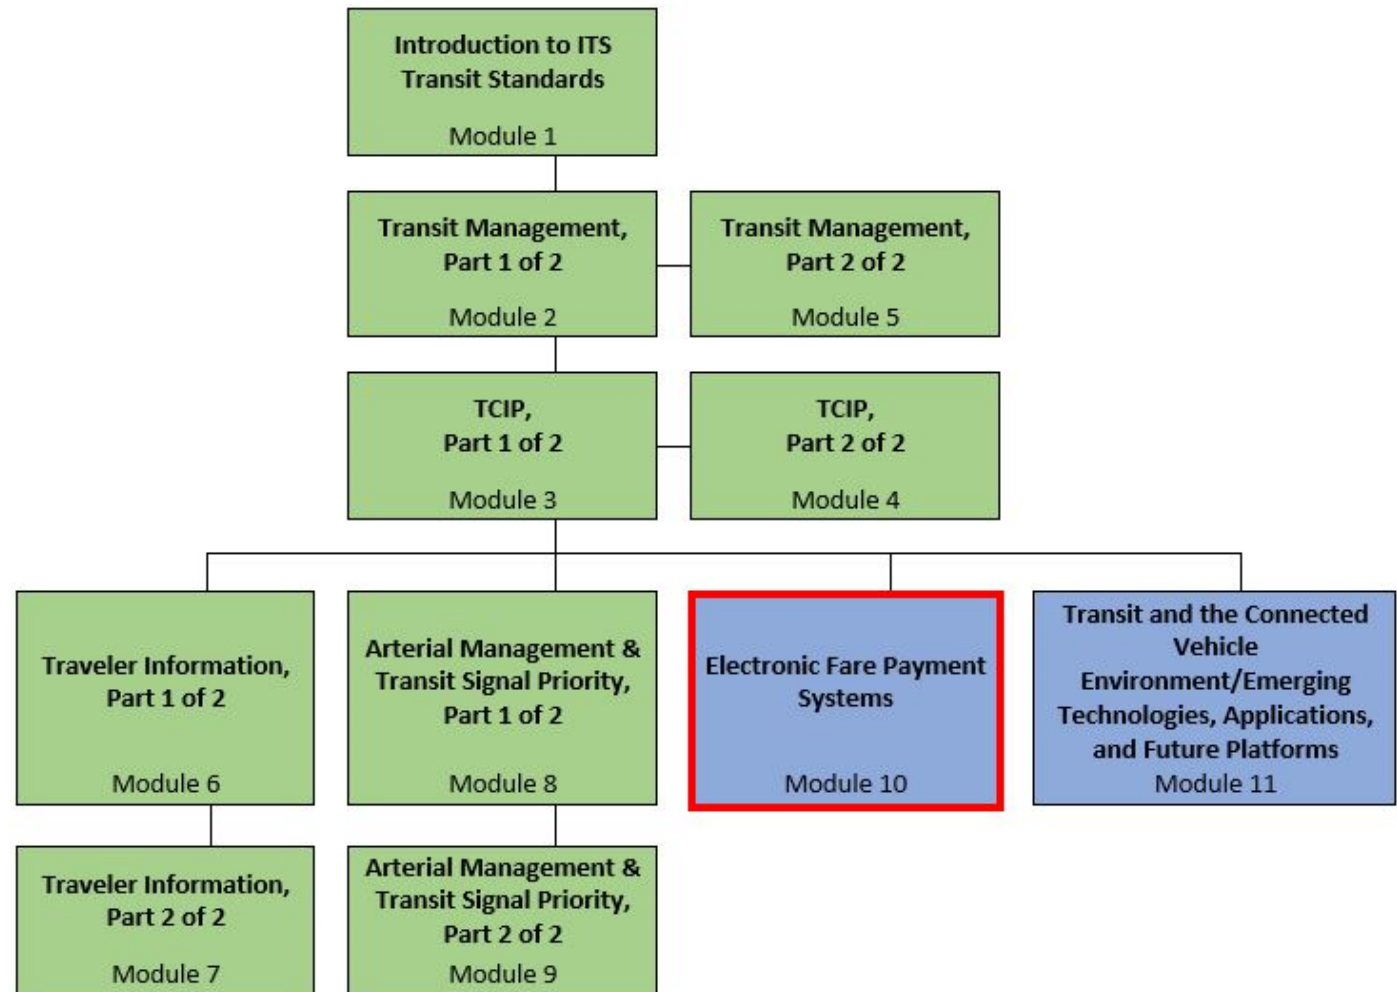 Introduction to ITS
Transit Standards
Module 1
Transit Management,
Part 1 of 2
Module 2
Transit Management,
Part 2 of 2
Module 5
TCIP,
Part 1 of 2
Module 3
TCIP,
Part 2 of 2
Module 4
Traveler Information,
Part 1 of 2
Module 6
Arterial Management &
Transit Signal Priority,
Part 1 of 2
Module 8
Electronic Fare Payment
Systems
Module 10
Transit and the Connected
Vehicle
Environment/Emerging
Technologies, Applications,
and Future Platforms
Module 11
Traveler Information,
Part 2 of 2
Module 7
Arterial Management &
Transit Signal Priority,
Part 2 of 2
Module 9